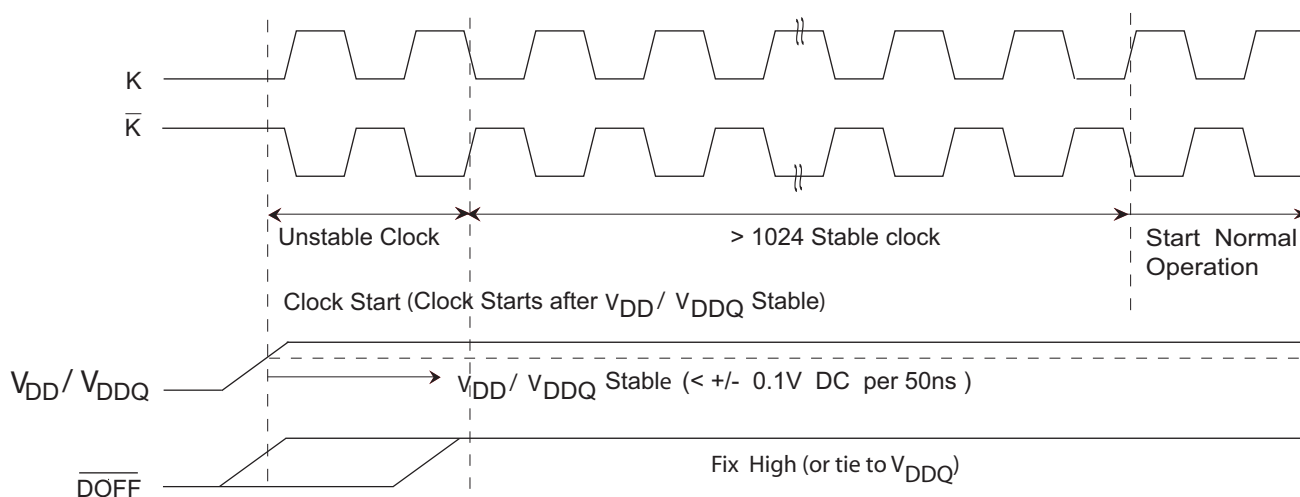 K
K̅
Unstable Clock
> 1024 Stable clock
Start Normal
Operation
Clock Start (Clock Starts after VDD / VDDQ Stable)
VDD / VDDQ
VDD / VDDQ Stable (< +/- 0.1V DC per 50ns )
D̅O̅F̅F̅
Fix High (or tie to VDDQ)